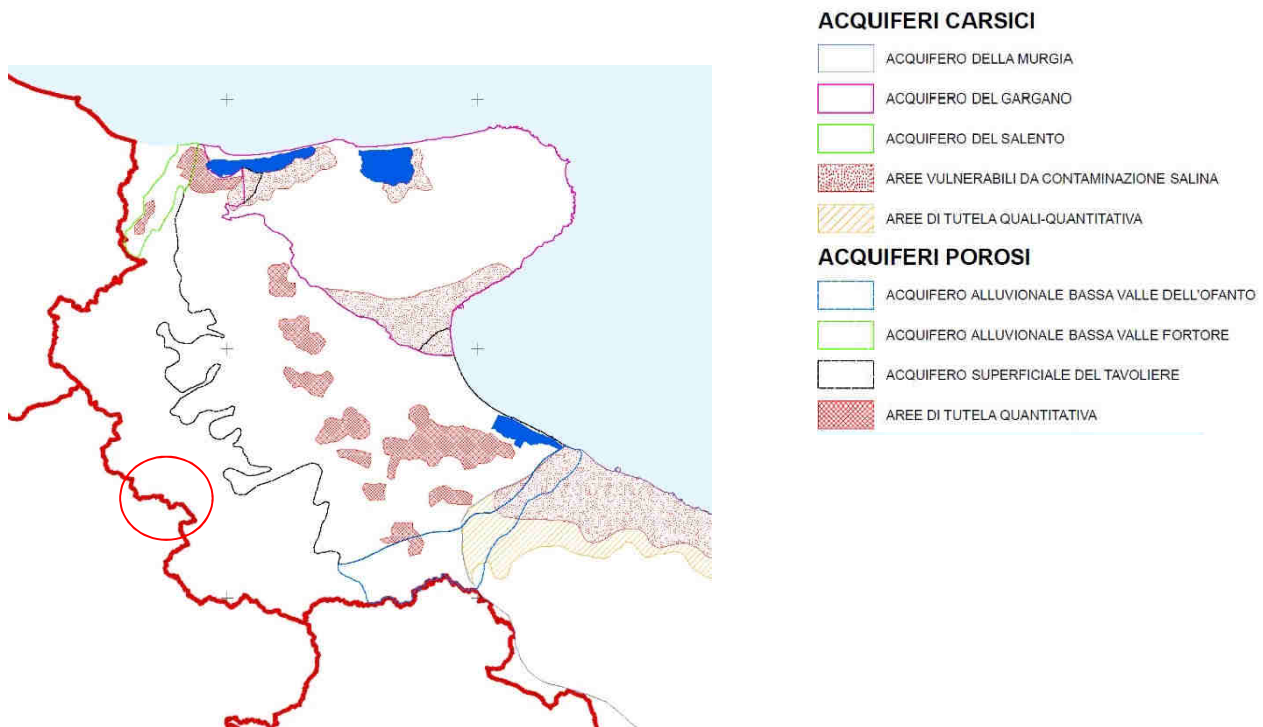 ACQUIFERI CARSICI
ACQUIFERO DELLA MURGIA
ACQUIFERO DEL GARGANO
ACQUIFERO DEL SALENTO
AREE VULNERABILI DA CONTAMINAZIONE SALINA
AREE DI TUTELA QUALI-QUANTITATIVA
ACQUIFERI POROSI
ACQUIFERO ALLUVIONALE BASSA VALLE DELL'OFANTO
ACQUIFERO ALLUVIONALE BASSA VALLE FORTORE
ACQUIFERO SUPERFICIALE DEL TAVOLIERE
AREE DI TUTELA QUANTITATIVA